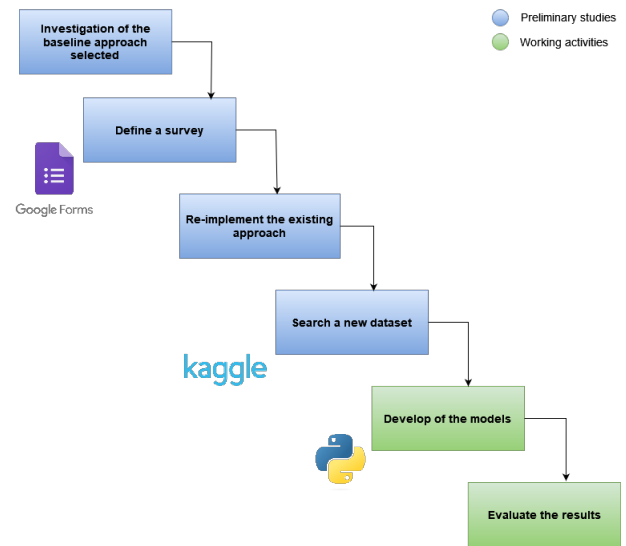 Investigation of the
baseline approach
selected
Preliminary studies
Working activities
Define a survey
Google Forms
Re-implement the existing
approach
Search a new dataset
kaggle
Develop of the models
Evaluate the results